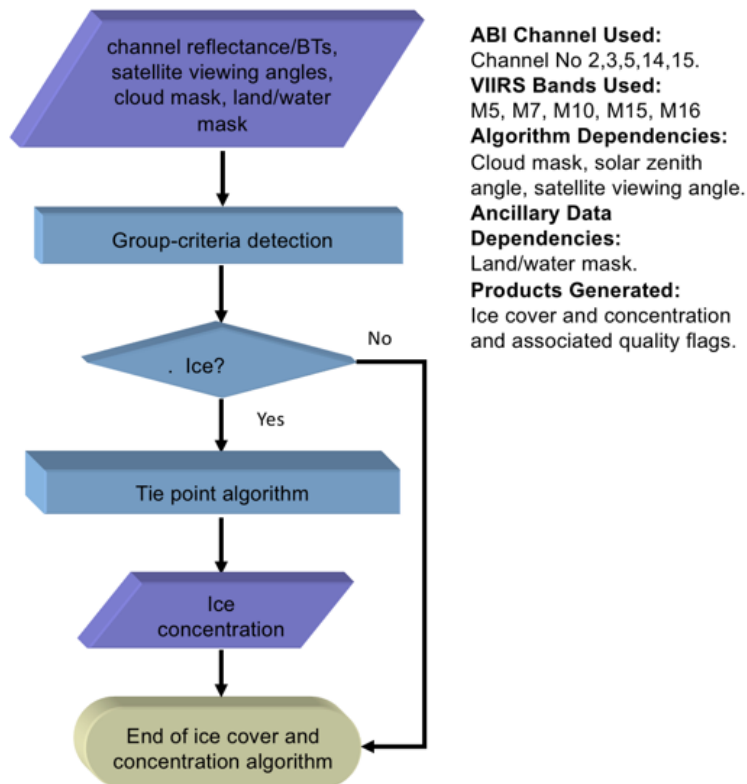 channel reflectance/BTs,
satellite viewing angles,
cloud mask, land/water
mask
Group-criteria detection
. Ice?
No
Yes
Tie point algorithm
Ice
concentration
End of ice cover and
concentration algorithm
ABI Channel Used:
Channel No 2,3,5,14,15.
VIIRS Bands Used:
M5, M7, M10, M15, M16
Algorithm Dependencies:
Cloud mask, solar zenith
angle, satellite viewing angle.
Ancillary Data
Dependencies:
Land/water mask.
Products Generated:
Ice cover and concentration
and associated quality flags.